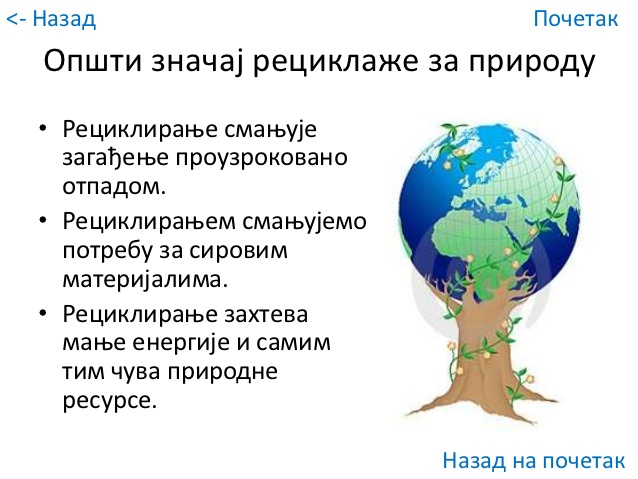 <- Назад
Почетак
Општи значај рециклаже за природу
• Рециклирање смањује
загађење проузроковано
отпадом.
• Рециклирањем смањујемо
потребу за сировим
материјалима.
• Рециклирање захтева
мање енергије и самим
тим чува природне
ресурсе.
Назад на почетак